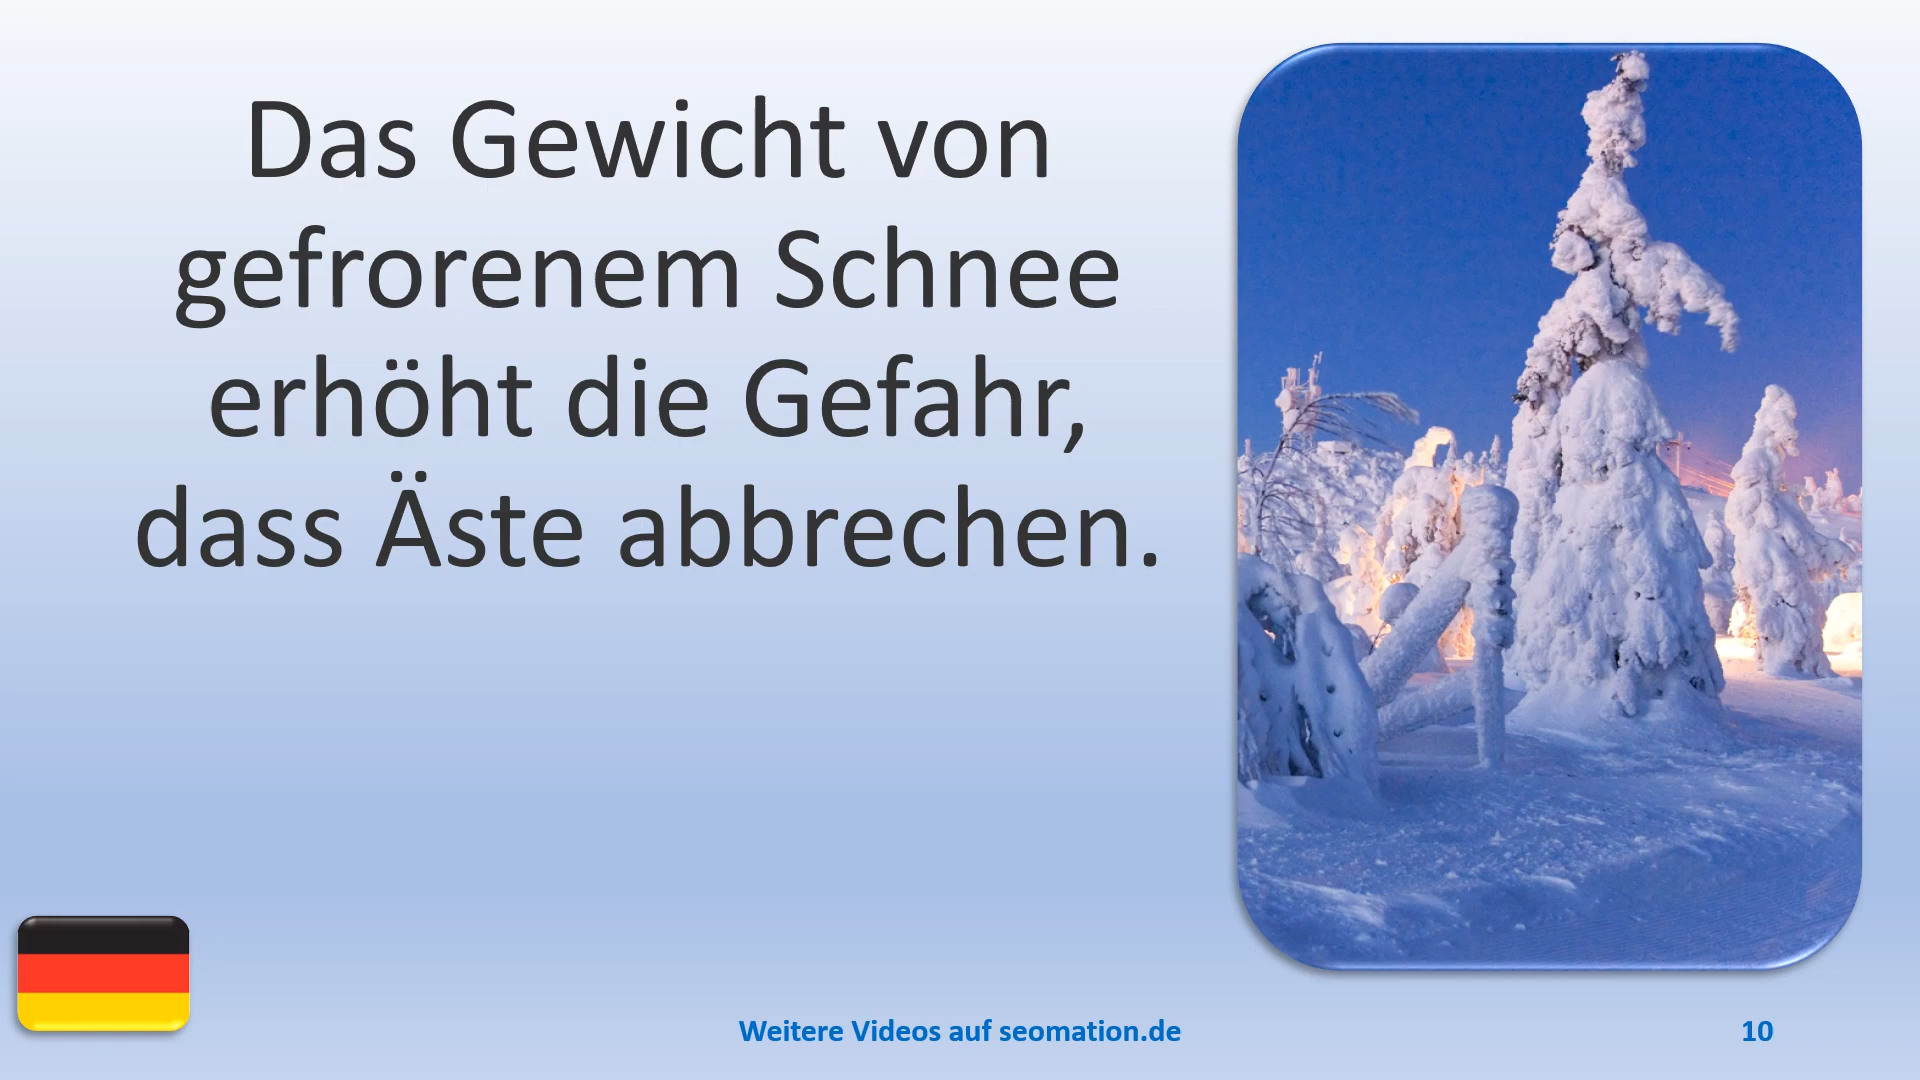 Das Gewicht von
gefrorenem Schnee
erhöht die Gefahr,
dass Äste abbrechen.
Weitere Videos auf seomation.de
10